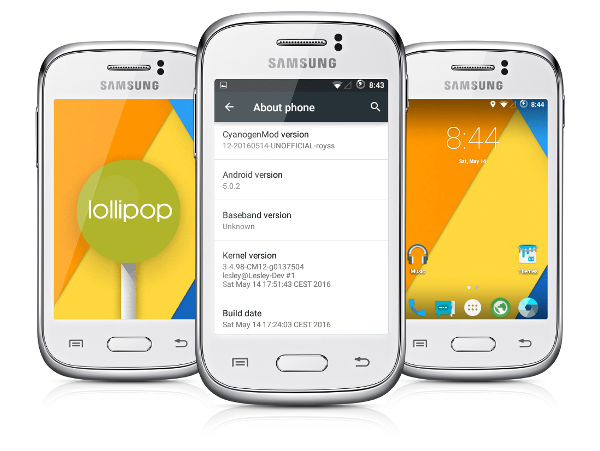 SAMSUNG
lollipop
SAMSUNG
8:43
About phone
CyanogenMod version
12-20160514-UNOFFICIAL-royss
Android version
5.0.2
Baseband version
Unknown
Kernel version
3.4.98-CM12-g0137504
lesley@Lesley-Dev #1
Sat May 14 17:51:43 CEST 2016
Build date
Sat May 14 17:24:03 CEST 2016
SAMSUNG
8:44
8:44
Sat, May 14
Music
Themes